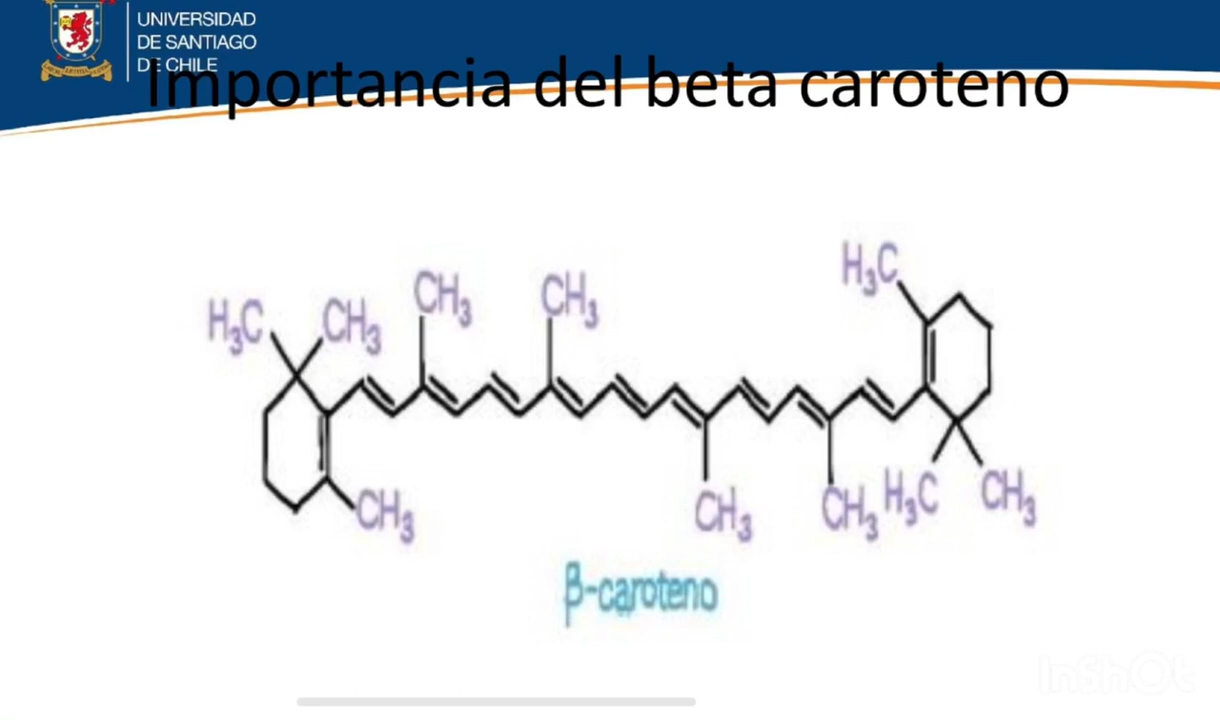 UNIVERSIDAD
DE SANTIAGO
DE CHILE
Importancia del beta caroteno
H₃C
CH₃
H₃C
CH₃
CH₃
CH₃
CH₃
CH₃
CH₃
H₃C
CH₃
β-caroteno
InShOt